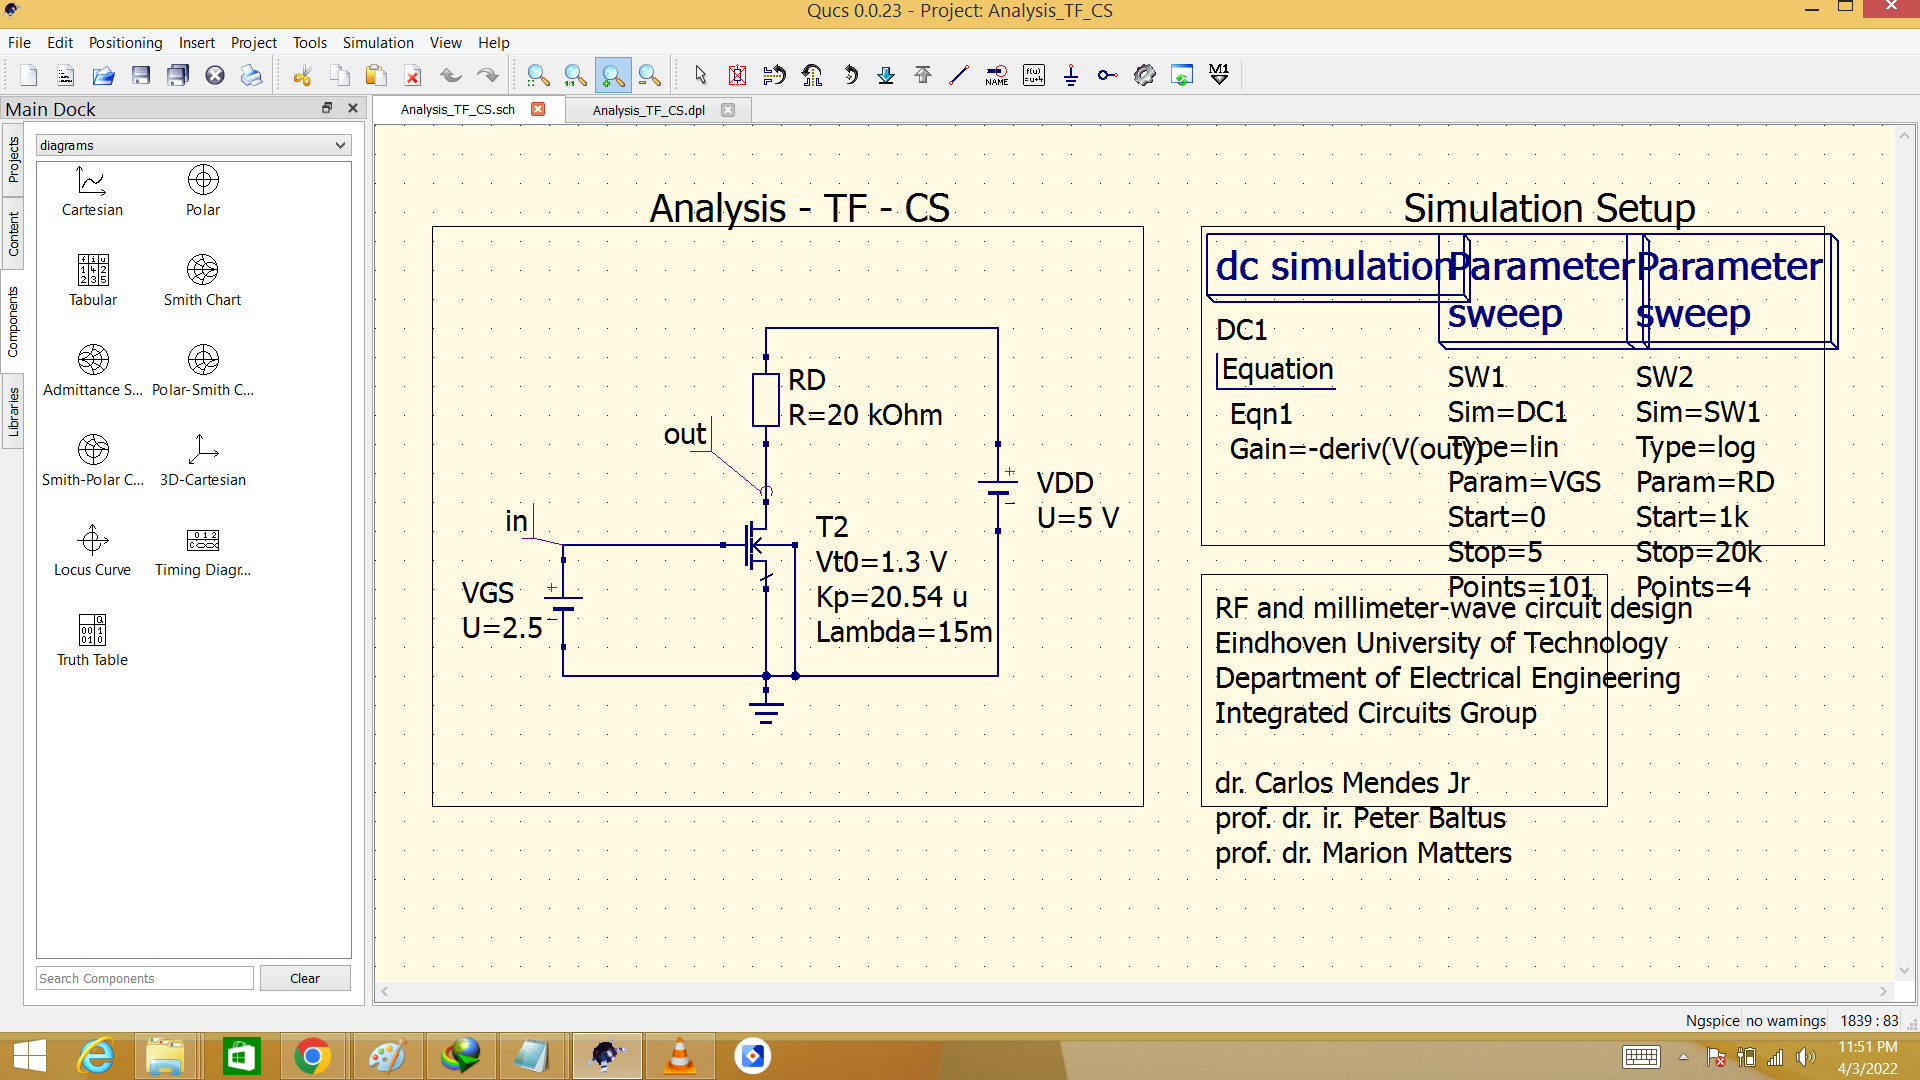 Qucs 0.0.23 - Project: Analysis_TF_CS
File Edit Positioning Insert Project Tools Simulation View Help
NAME
f(u)
=u+4
M1
Main Dock
Analysis_TF_CS.sch
Analysis_TF_CS.dpl
Projects
Content
Components
Libraries
diagrams
Cartesian
Polar
Tabular
Smith Chart
Admittance S...
Polar-Smith C...
Smith-Polar C...
3D-Cartesian
Locus Curve
Timing Diagr...
Truth Table
Search Components
Clear
Analysis - TF - CS
RD
R=20 kOhm
out
in
VDD
U=5 V
T2
Vt0=1.3 V
Kp=20.54 u
Lambda=15m
VGS
U=2.5
Simulation Setup
dc simulation
DC1
Equation
Eqn1
Gain=-deriv(V(out))
Parameter
sweep
SW1
Sim=DC1
Type=lin
Param=VGS
Start=0
Stop=5
Points=101
Parameter
sweep
SW2
Sim=SW1
Type=log
Param=RD
Start=1k
Stop=20k
Points=4
RF and millimeter-wave circuit design
Eindhoven University of Technology
Department of Electrical Engineering
Integrated Circuits Group
dr. Carlos Mendes Jr
prof. dr. ir. Peter Baltus
prof. dr. Marion Matters
Ngspice no warnings 1839 : 83
11:51 PM
4/3/2022